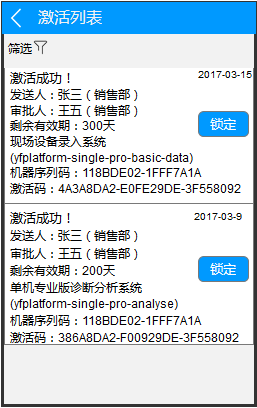 激活列表
筛选
激活成功！ 2017-03-15
发送人：张三（销售部）
审批人：王五（销售部）
剩余有效期：300天 锁定
现场设备录入系统
(yfplatform-single-pro-basic-data)
机器序列码：118BDE02-1FFF7A1A
激活码：4A3A8DA2-E0FE29DE-3F558092
激活成功！ 2017-03-9
发送人：张三（销售部）
审批人：王五（销售部）
剩余有效期：200天 锁定
单机专业版诊断分析系统
(yfplatform-single-pro-analyse)
机器序列码：118BDE02-1FFF7A1A
激活码：386A8DA2-F00929DE-3F558092